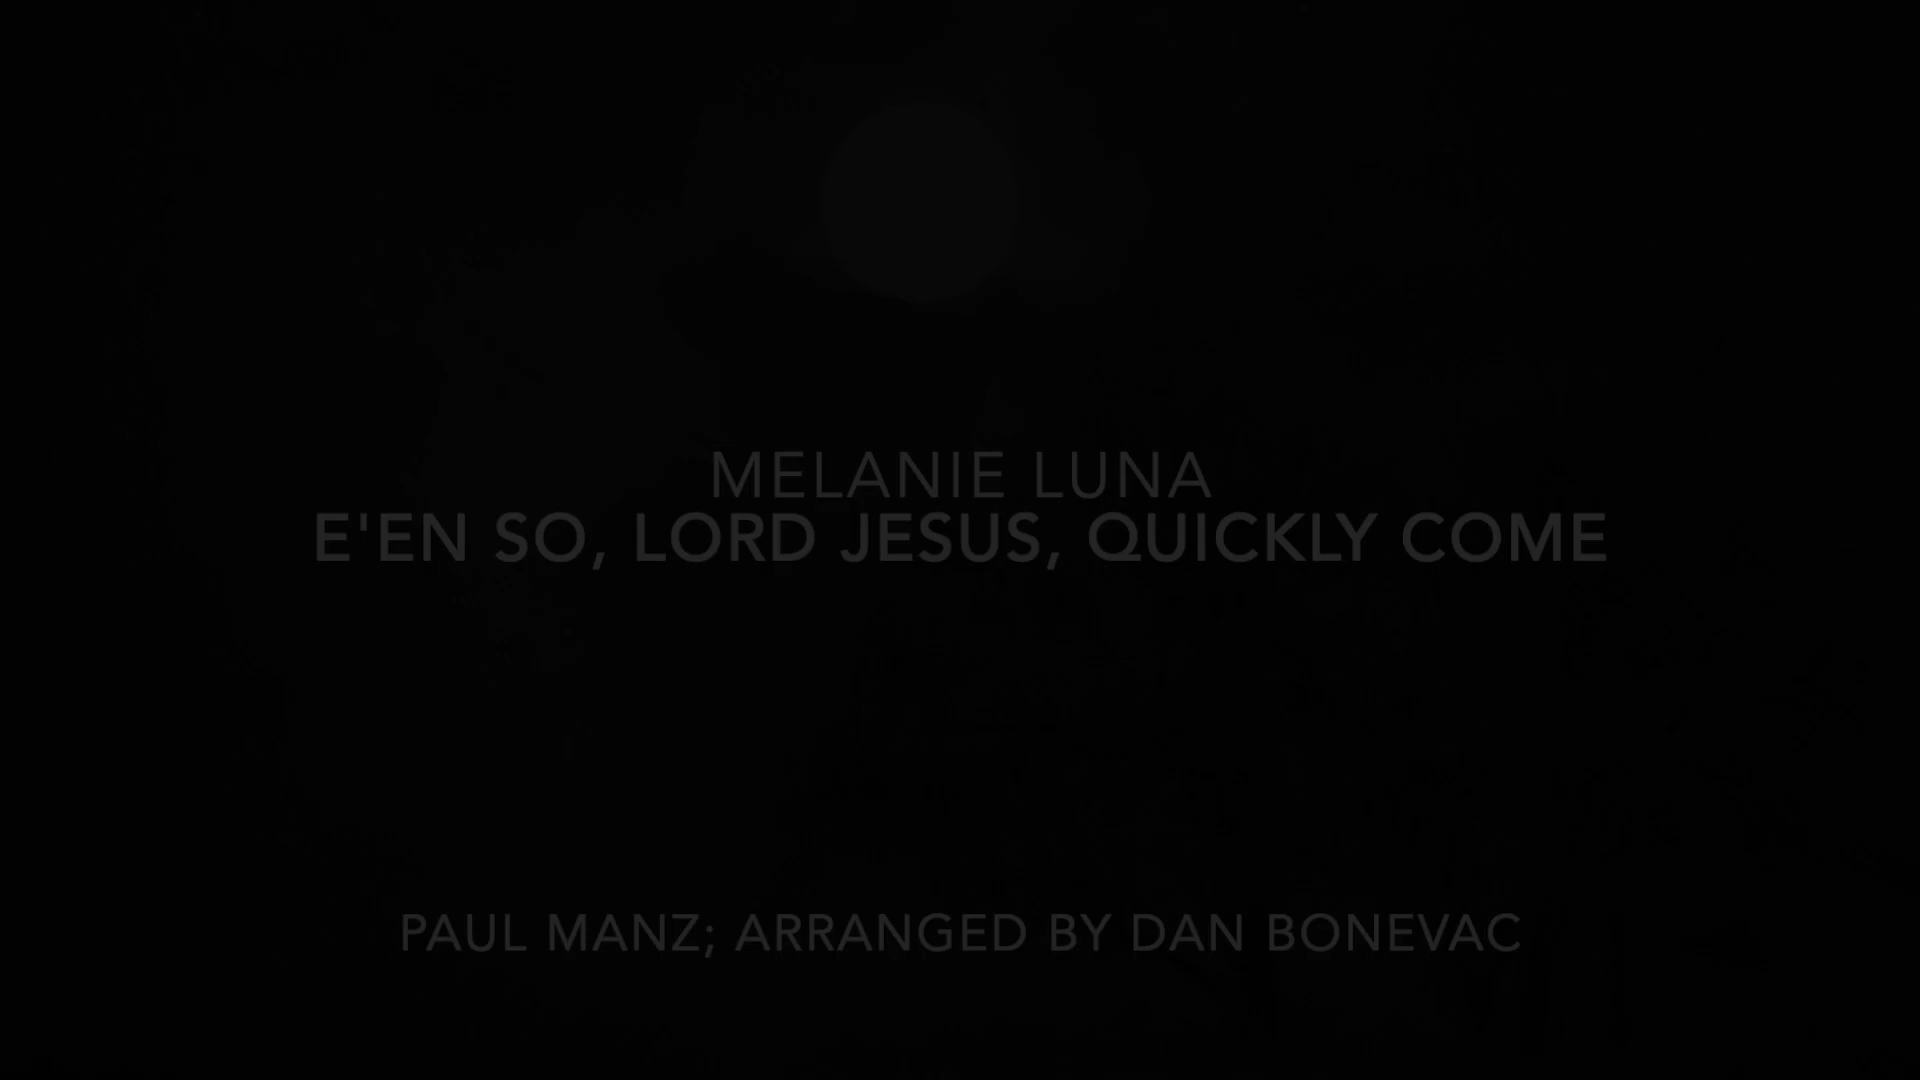 MELANIE LUNA
E'EN SO, LORD JESUS, QUICKLY COME
PAUL MANZ; ARRANGED BY DAN BONEVAC